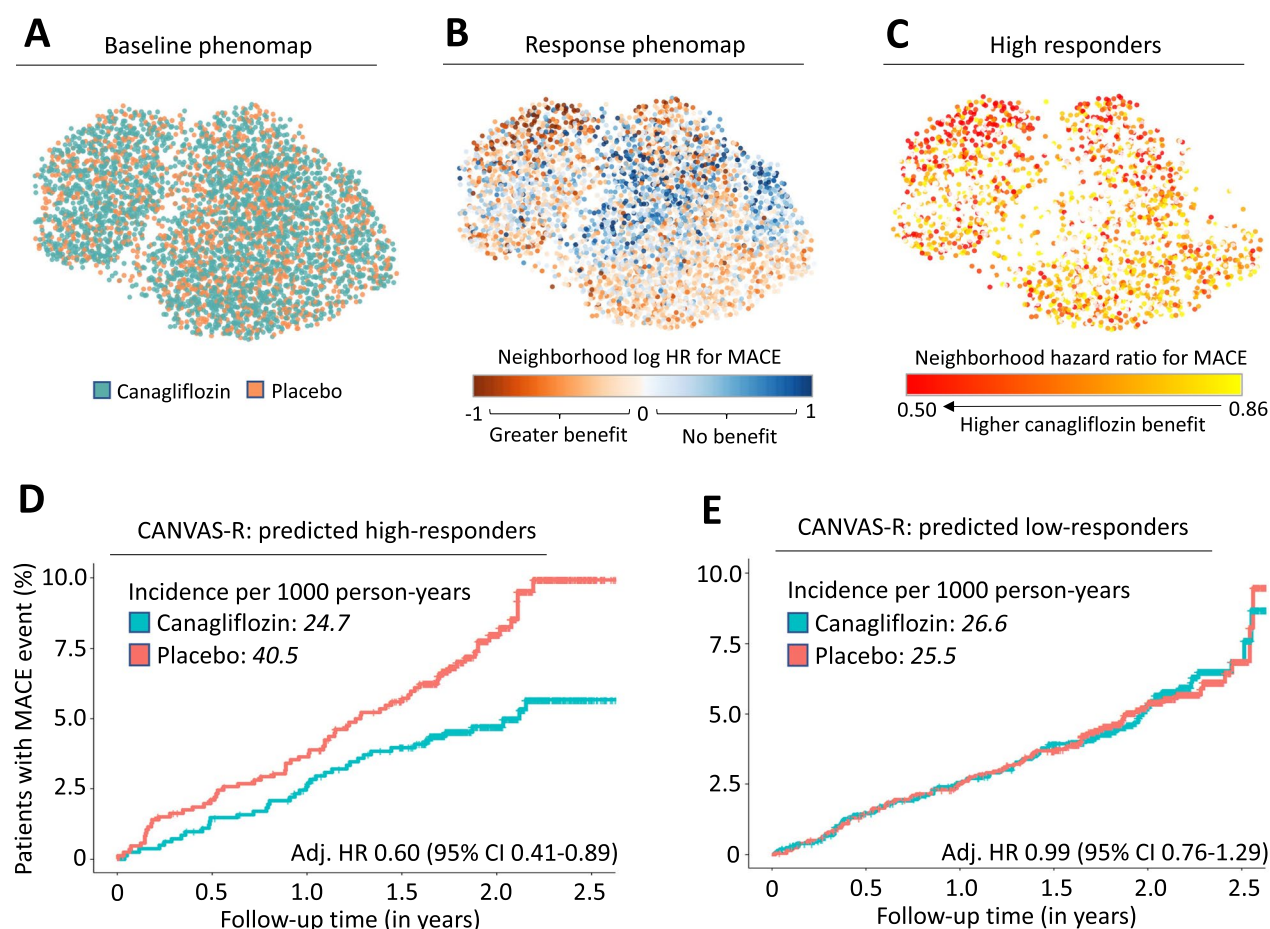 A
Baseline phenomap
Canagliflozin
Placebo
B
Response phenomap
Neighborhood log HR for MACE
-1
0
1
Greater benefit
No benefit
C
High responders
Neighborhood hazard ratio for MACE
0.50
0.86
Higher canagliflozin benefit
D
CANVAS-R: predicted high-responders
Patients with MACE event (%)
10.0
7.5
5.0
2.5
0
Incidence per 1000 person-years
Canagliflozin: 24.7
Placebo: 40.5
Adj. HR 0.60 (95% CI 0.41-0.89)
0
0.5
1.0
1.5
2.0
2.5
Follow-up time (in years)
E
CANVAS-R: predicted low-responders
10.0
7.5
5.0
2.5
0
Incidence per 1000 person-years
Canagliflozin: 26.6
Placebo: 25.5
Adj. HR 0.99 (95% CI 0.76-1.29)
0
0.5
1.0
1.5
2.0
2.5
Follow-up time (in years)